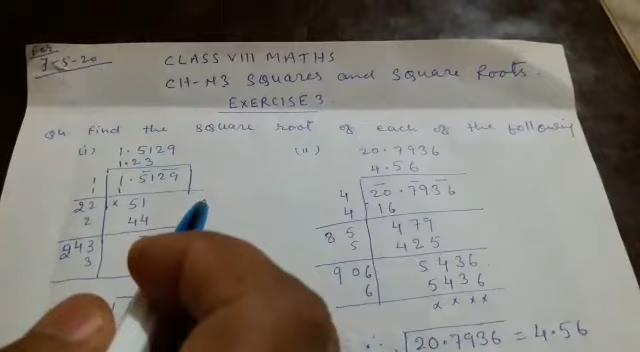 7-5-20
CLASS VIII MATHS
CH-N3 Squares and Square Roots.
EXERCISE 3
Q4. Find the square root of each of the following
(i) 1.5129
1.23
1 1.5129
1
22 × 51
2 44
243
3
(ii) 20.7936
4.56
4 20.7936
4 16
85 479
5 425
906 5436
6 5436
x x x x
∴ √20.7936 = 4.56